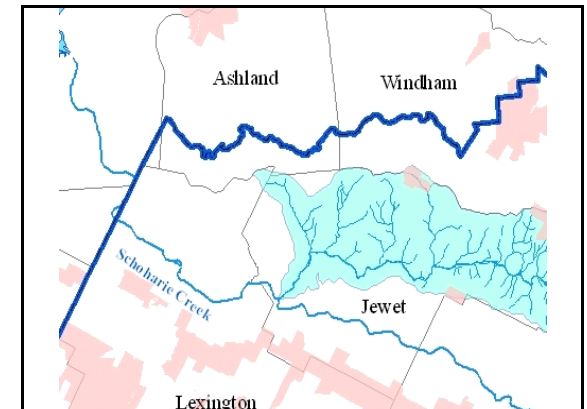 Ashland
Windham
Schoharie Creek
Jewet
Lexington